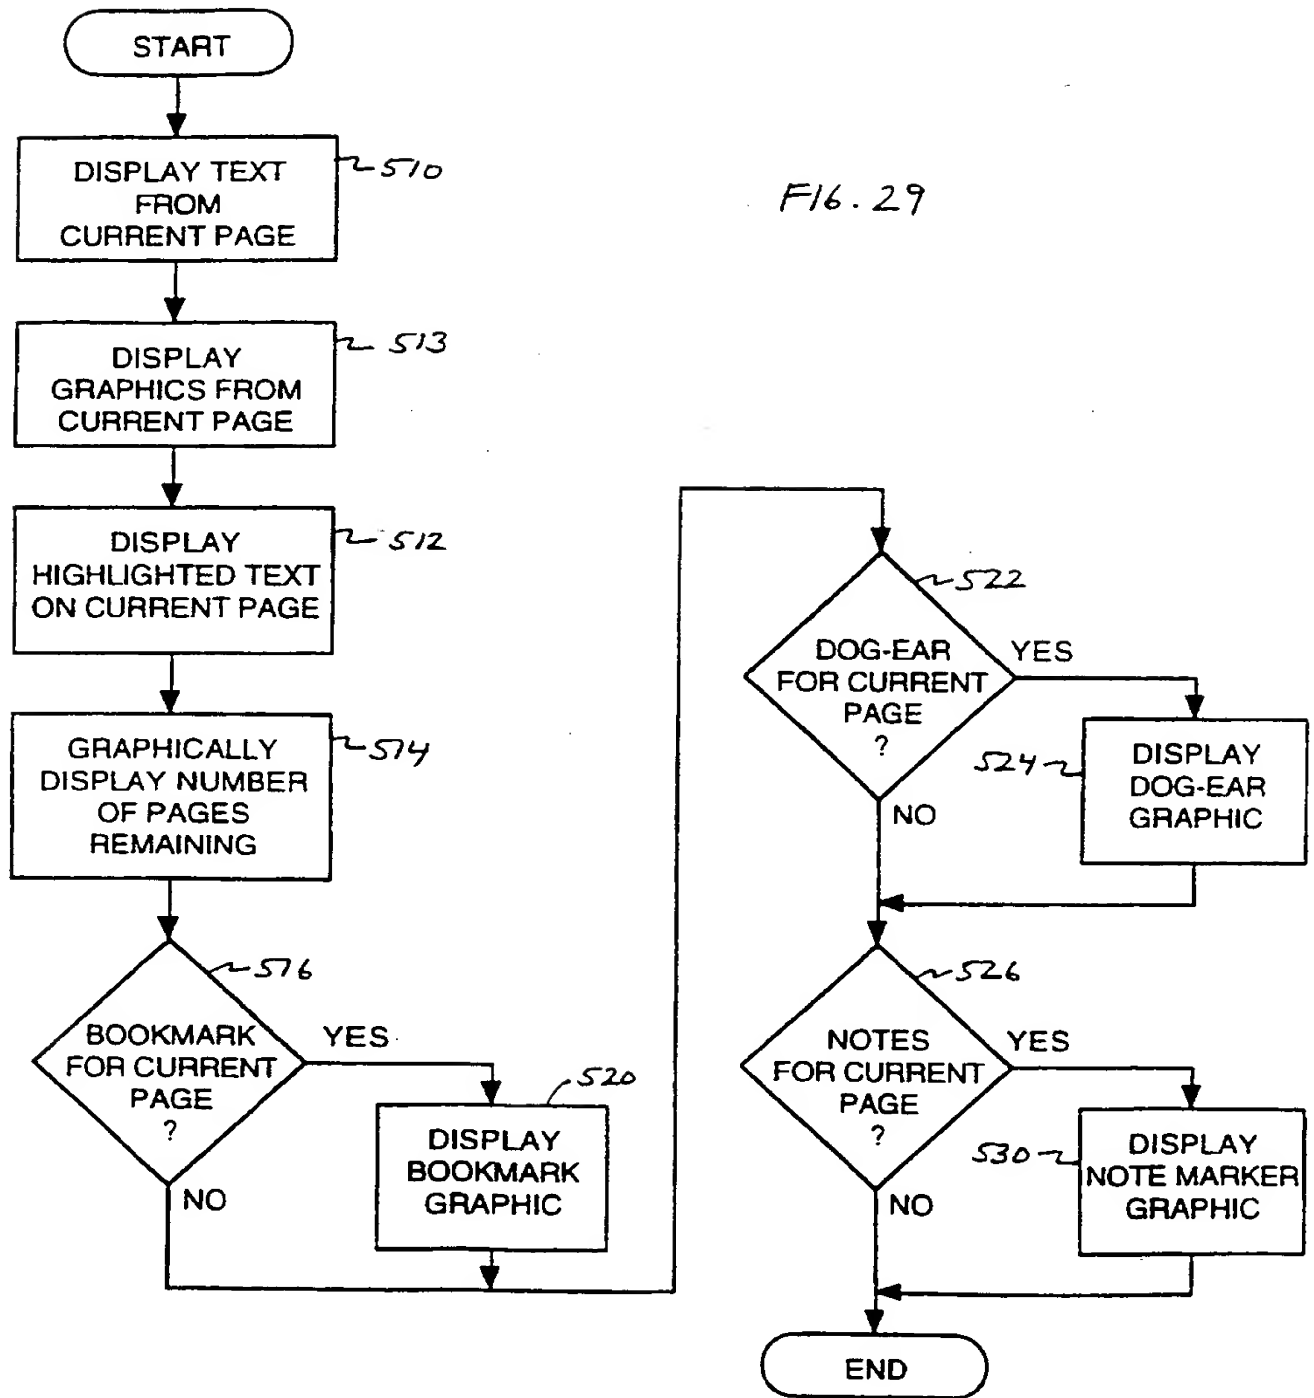 START
DISPLAY TEXT
FROM
CURRENT PAGE
510
FIG. 29
DISPLAY
GRAPHICS FROM
CURRENT PAGE
513
DISPLAY
HIGHLIGHTED TEXT
ON CURRENT PAGE
512
GRAPHICALLY
DISPLAY NUMBER
OF PAGES
REMAINING
514
BOOKMARK
FOR CURRENT
PAGE
?
516
YES
NO
520
DISPLAY
BOOKMARK
GRAPHIC
522
DOG-EAR
FOR CURRENT
PAGE
?
YES
NO
524
DISPLAY
DOG-EAR
GRAPHIC
526
NOTES
FOR CURRENT
PAGE
?
YES
NO
530
DISPLAY
NOTE MARKER
GRAPHIC
END